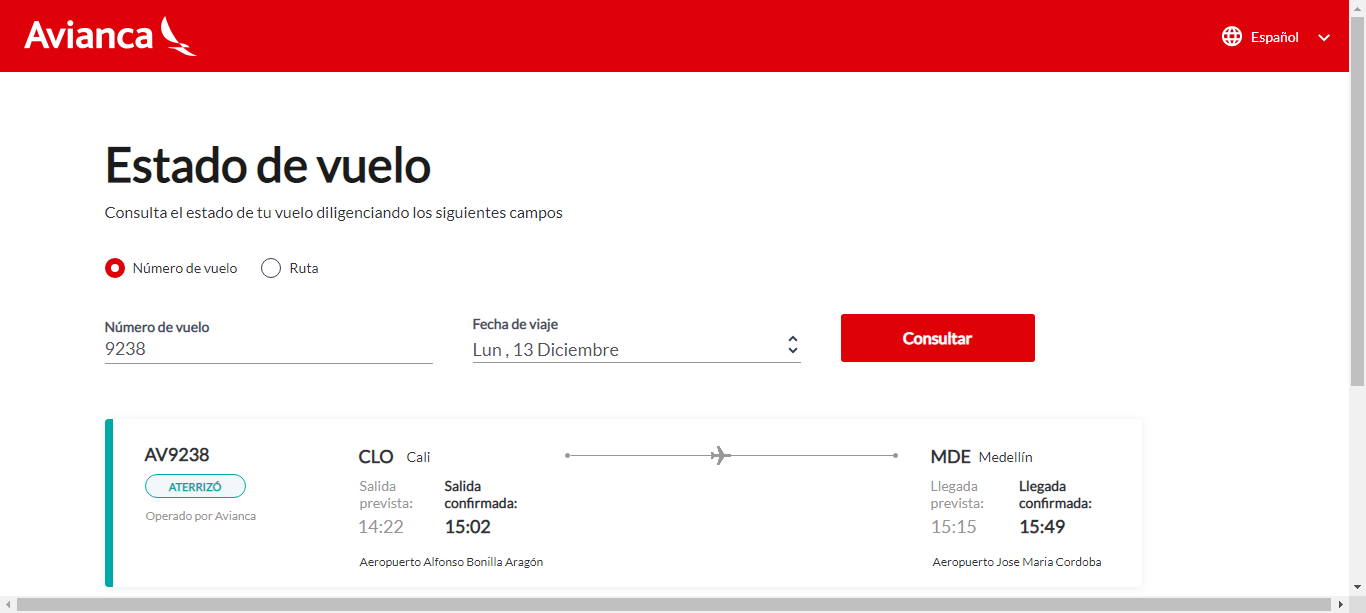 Avianca
Español
Estado de vuelo
Consulta el estado de tu vuelo diligenciando los siguientes campos
Número de vuelo
Ruta
Número de vuelo
9238
Fecha de viaje
Lun , 13 Diciembre
Consultar
AV9238
ATERRIZÓ
Operado por Avianca
CLO Cali
Salida
prevista:
14:22
Salida
confirmada:
15:02
Aeropuerto Alfonso Bonilla Aragón
MDE Medellín
Llegada
prevista:
15:15
Llegada
confirmada:
15:49
Aeropuerto Jose Maria Cordoba